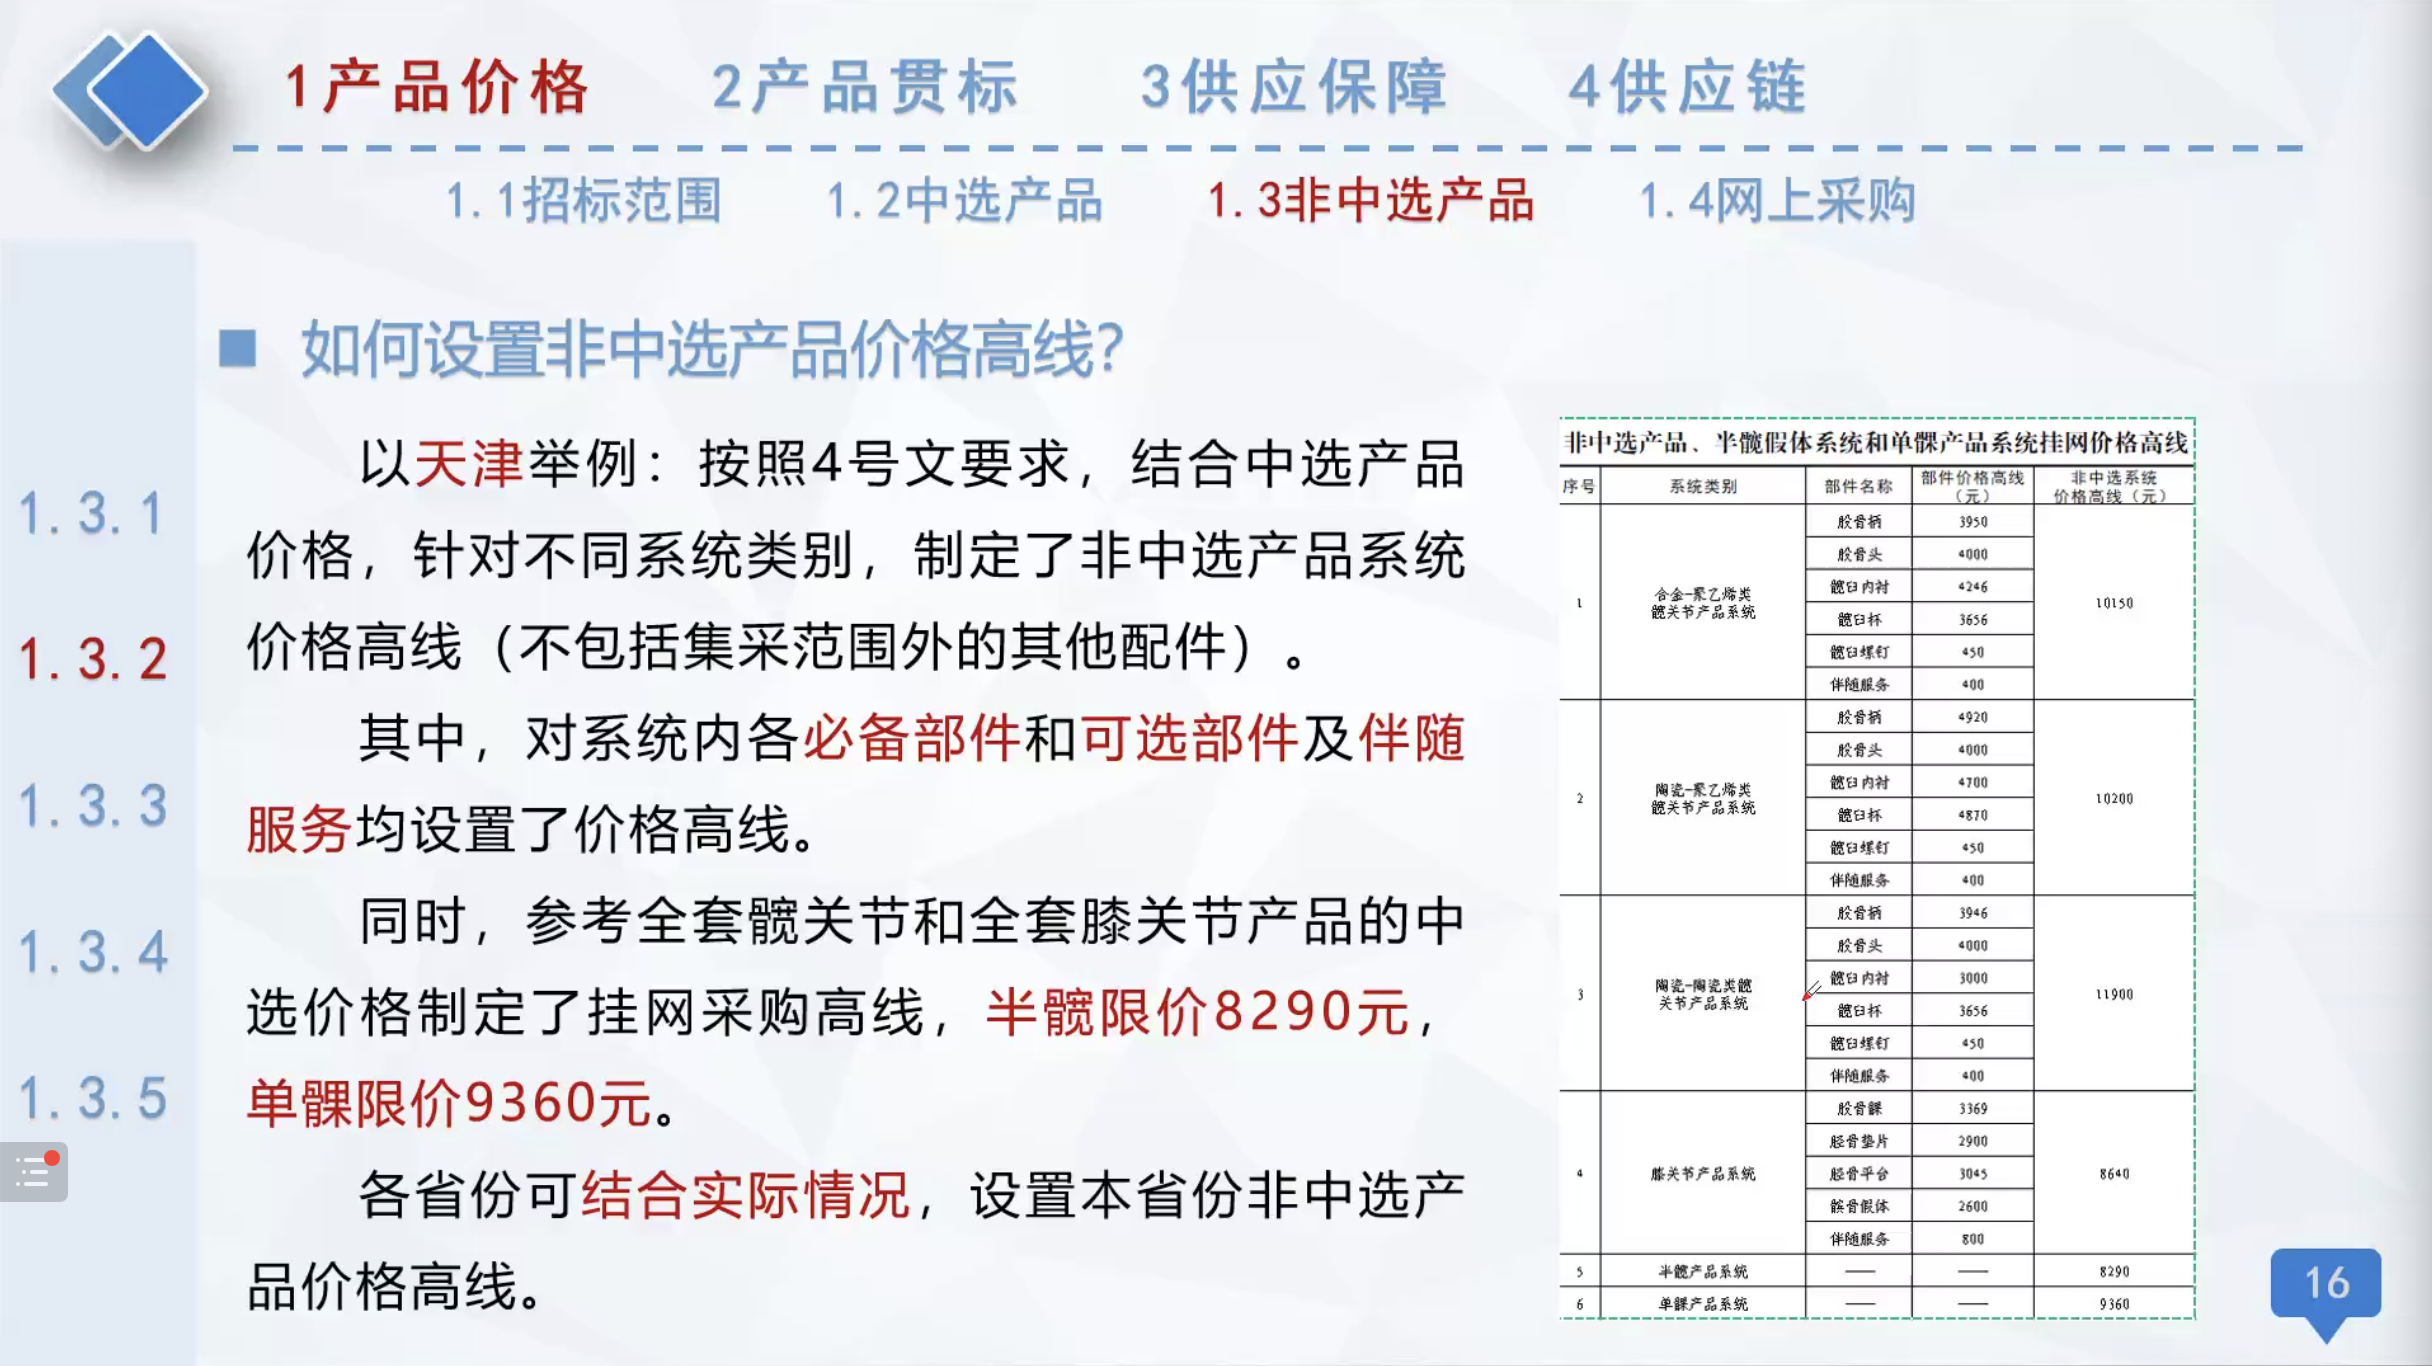 1产品价格 2产品贯标 3供应保障 4供应链
1.1招标范围 1.2中选产品 1.3非中选产品 1.4网上采购
1.3.1
1.3.2
1.3.3
1.3.4
1.3.5
如何设置非中选产品价格高线？
以天津举例：按照4号文要求，结合中选产品
价格，针对不同系统类别，制定了非中选产品系统
价格高线（不包括集采范围外的其他配件）。
其中，对系统内各必备部件和可选部件及伴随
服务均设置了价格高线。
同时，参考全套髋关节和全套膝关节产品的中
选价格制定了挂网采购高线，半髋限价8290元，
单髁限价9360元。
各省份可结合实际情况，设置本省份非中选产
品价格高线。
非中选产品、半髋假体系统和单髁产品系统挂网价格高线
序号 系统类别 部件名称 部件价格高线（元） 非中选系统价格高线（元）
1 合金-聚乙烯类髋关节产品系统 股骨柄 3950 10150
股骨头 4000
髋臼内衬 4246
髋臼杯 3656
髋臼螺钉 450
伴随服务 400
2 陶瓷-聚乙烯类髋关节产品系统 股骨柄 4920 10200
股骨头 4000
髋臼内衬 4700
髋臼杯 4870
髋臼螺钉 450
伴随服务 400
3 陶瓷-陶瓷类髋关节产品系统 股骨柄 3946 11900
股骨头 4000
髋臼内衬 3000
髋臼杯 3656
髋臼螺钉 450
伴随服务 400
4 膝关节产品系统 股骨髁 3369 8640
胫骨垫片 2900
胫骨平台 3045
髌骨假体 2600
伴随服务 800
5 半髋产品系统 —— —— 8290
6 单髁产品系统 —— —— 9360
16